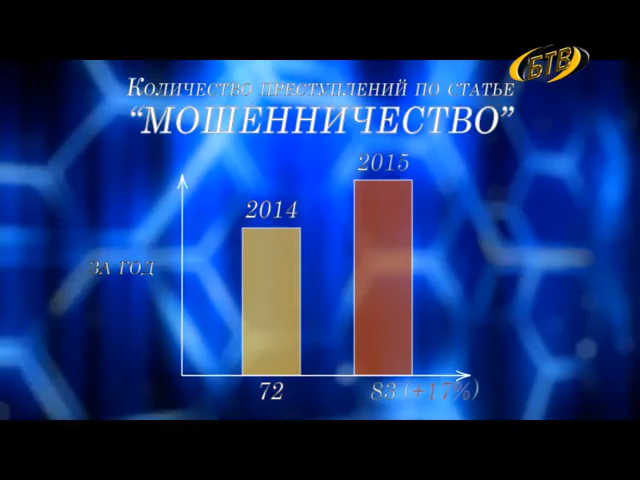 БТВ
Количество преступлений по статье
“МОШЕННИЧЕСТВО”
2015
2014
за год
72
83 (+17%)